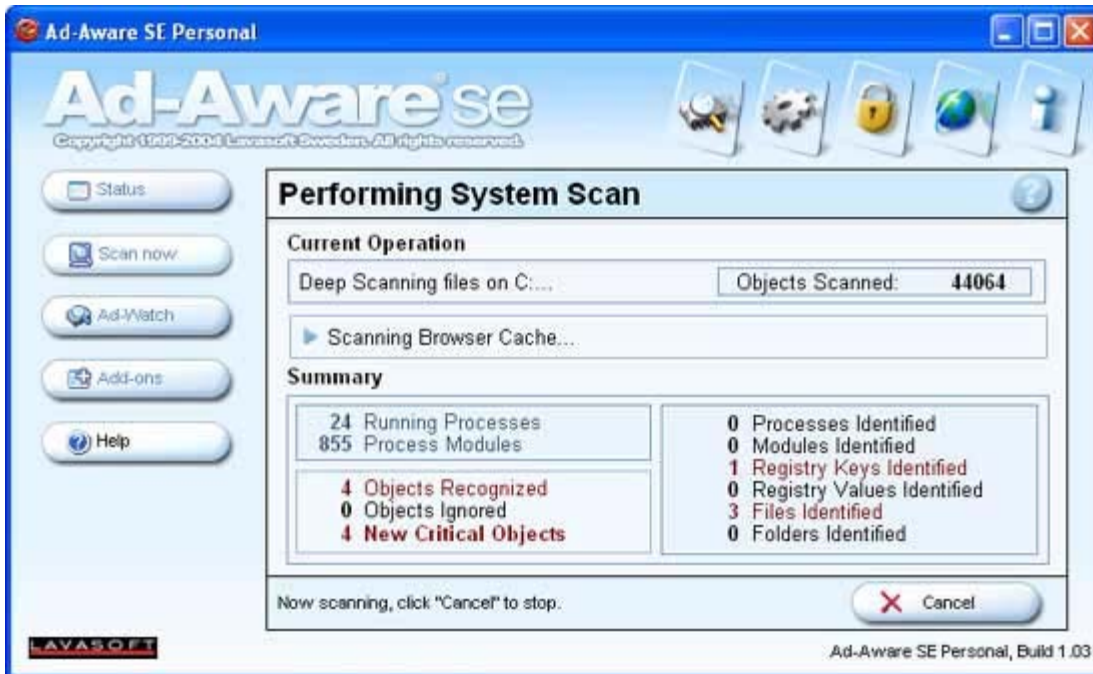 Ad-Aware SE Personal
Ad-Aware SE
Copyright 1999-2004 Lavasoft Sweden. All rights reserved.
Status
Scan now
Ad-Watch
Add-ons
Help
Performing System Scan
Current Operation
Deep Scanning files on C:...
Objects Scanned: 44064
Scanning Browser Cache...
Summary
24 Running Processes
855 Process Modules
4 Objects Recognized
0 Objects Ignored
4 New Critical Objects
0 Processes Identified
0 Modules Identified
1 Registry Keys Identified
0 Registry Values Identified
3 Files Identified
0 Folders Identified
Now scanning, click "Cancel" to stop.
Cancel
LAVASOFT
Ad-Aware SE Personal, Build 1.03